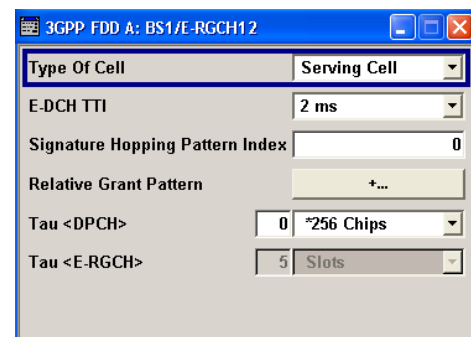 3GPP FDD A: BS1/E-RGCH12
Type Of Cell Serving Cell
E-DCH TTI 2 ms
Signature Hopping Pattern Index 0
Relative Grant Pattern +...
Tau <DPCH> 0 *256 Chips
Tau <E-RGCH> 5 Slots